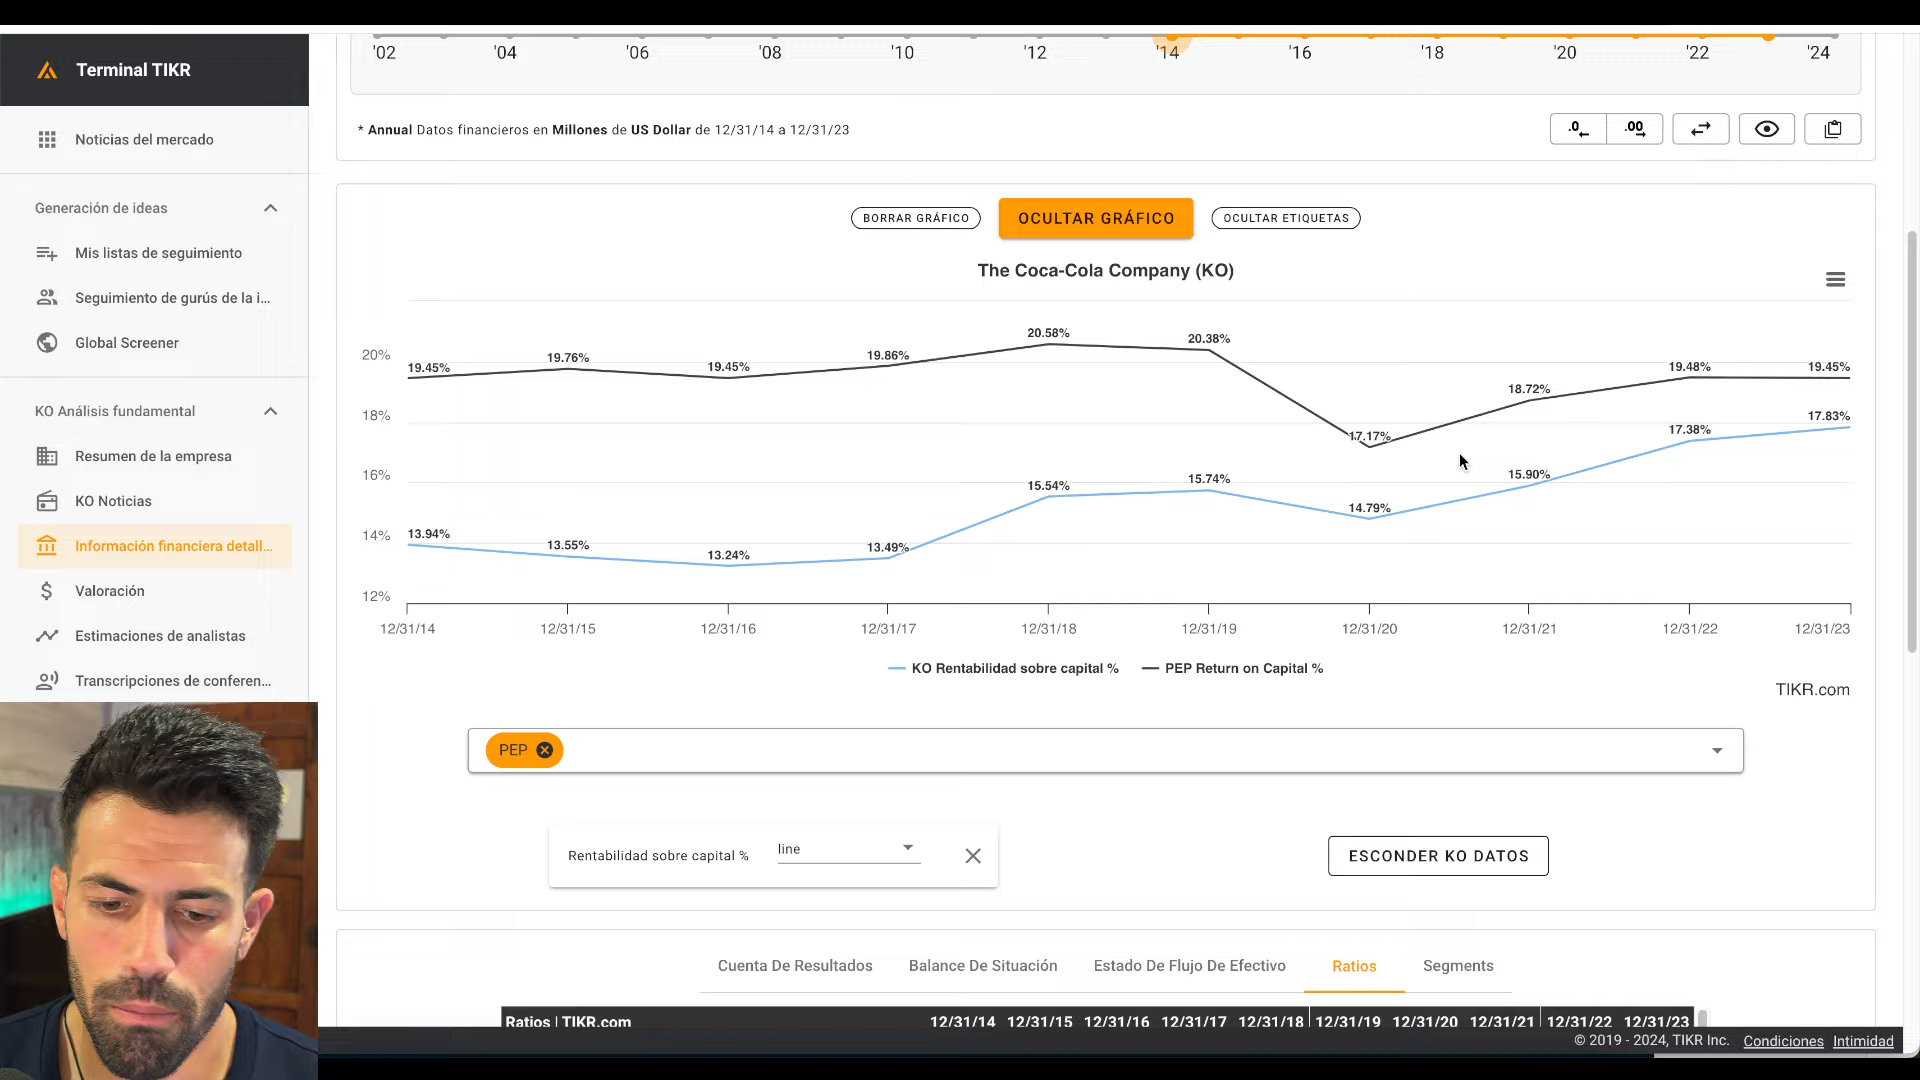 '02 '04 '06 '08 '10 '12 '14 '16 '18 '20 '22 '24
Terminal TIKR
* Annual Datos financieros en Millones de US Dollar de 12/31/14 a 12/31/23
.0 .00
Noticias del mercado
Generación de ideas
Mis listas de seguimiento
Seguimiento de gurús de la i...
Global Screener
KO Análisis fundamental
Resumen de la empresa
KO Noticias
Información financiera detall...
Valoración
Estimaciones de analistas
Transcripciones de conferen...
BORRAR GRÁFICO OCULTAR GRÁFICO OCULTAR ETIQUETAS
The Coca-Cola Company (KO)
20%
18%
16%
14%
12%
19.45% 19.76% 19.45% 19.86% 20.58% 20.38% 17.17% 18.72% 19.48% 19.45%
13.94% 13.55% 13.24% 13.49% 15.54% 15.74% 14.79% 15.90% 17.38% 17.83%
12/31/14 12/31/15 12/31/16 12/31/17 12/31/18 12/31/19 12/31/20 12/31/21 12/31/22 12/31/23
KO Rentabilidad sobre capital % PEP Return on Capital %
TIKR.com
PEP
Rentabilidad sobre capital % line
ESCONDER KO DATOS
Cuenta De Resultados Balance De Situación Estado De Flujo De Efectivo Ratios Segments
Ratios | TIKR.com 12/31/14 12/31/15 12/31/16 12/31/17 12/31/18 12/31/19 12/31/20 12/31/21 12/31/22 12/31/23
© 2019 - 2024, TIKR Inc. Condiciones Intimidad